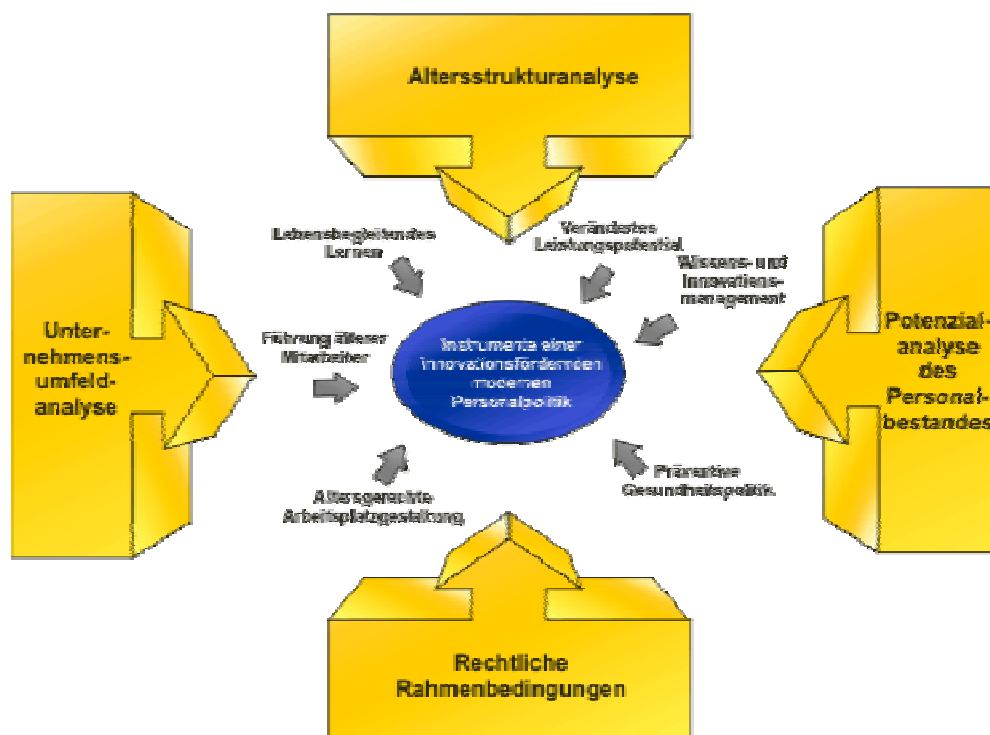 Altersstrukturanalyse
Lebensbegleitendes
Lernen
Verändertes
Leistungspotential
Wissens- und
Innovations-
management
Unter-
nehmens-
umfeld-
analyse
Führung älterer
Mitarbeiter
Instrumente einer
innovationsfördernden
modernen
Personalpolitik
Potenzial-
analyse
des
Personal-
bestandes
Altersgerechte
Arbeitsplatzgestaltung
Präventive
Gesundheitspolitik
Rechtliche
Rahmenbedingungen